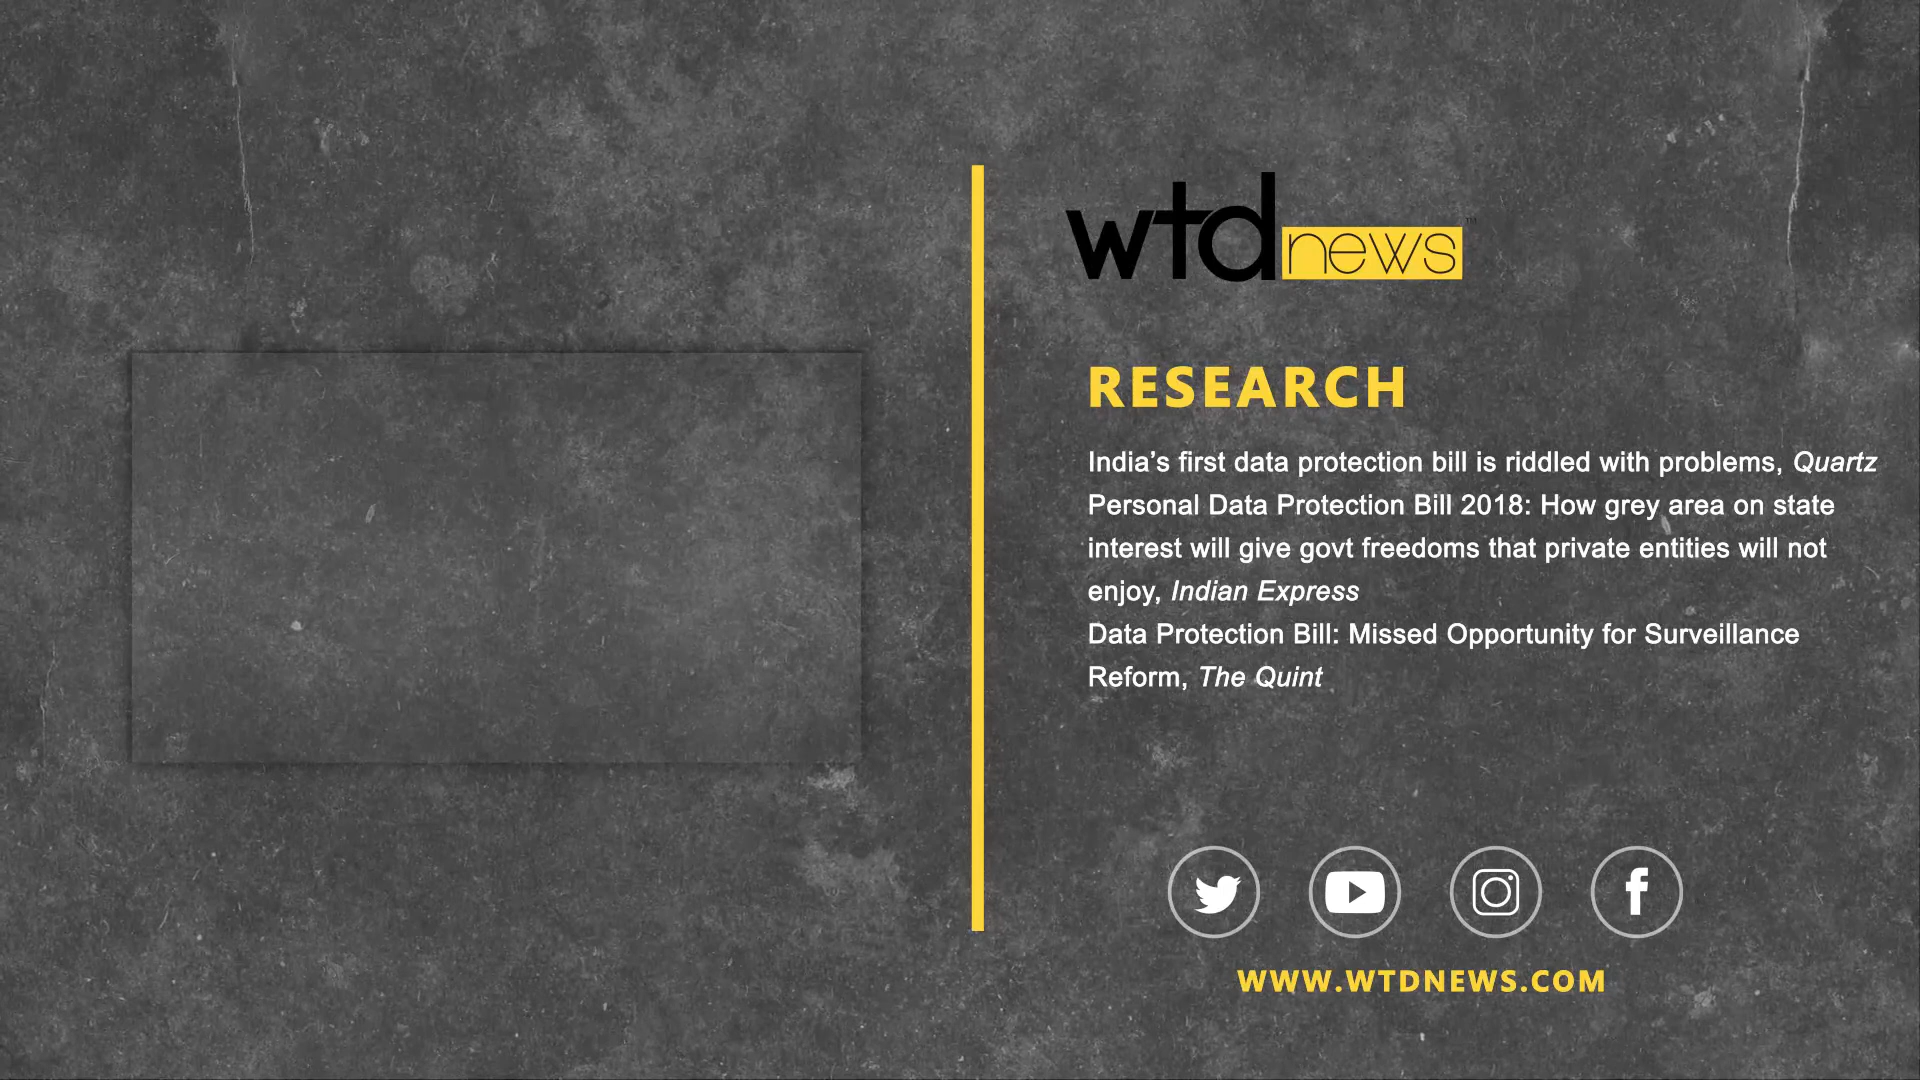 wtdnews™
RESEARCH
India’s first data protection bill is riddled with problems, Quartz
Personal Data Protection Bill 2018: How grey area on state
interest will give govt freedoms that private entities will not
enjoy, Indian Express
Data Protection Bill: Missed Opportunity for Surveillance
Reform, The Quint
WWW.WTDNEWS.COM